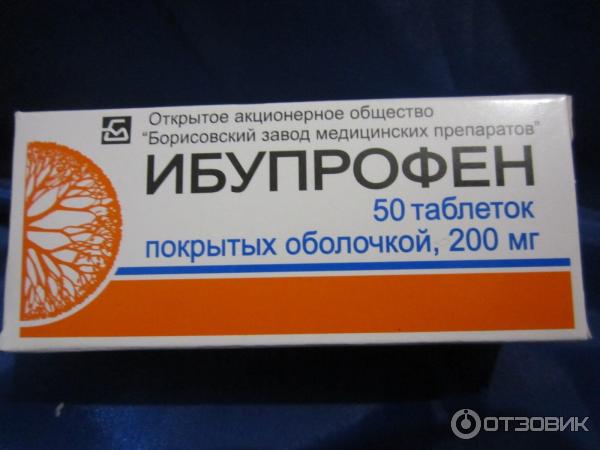 Открытое акционерное общество
"Борисовский завод медицинских препаратов"
ИБУПРОФЕН
50 таблеток
покрытых оболочкой, 200 мг
ОТЗОВИК